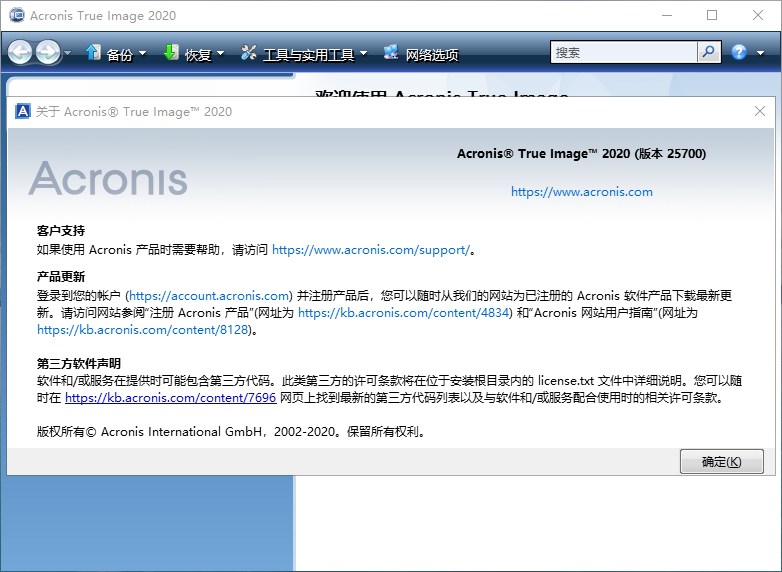 Acronis True Image 2020
备份 恢复 工具与实用工具 网络选项 搜索
欢迎使用 Acronis True Image
关于 Acronis® True Image™ 2020
Acronis
Acronis® True Image™ 2020 (版本 25700)
https://www.acronis.com
客户支持
如果使用 Acronis 产品时需要帮助，请访问 https://www.acronis.com/support/。
产品更新
登录到您的帐户 (https://account.acronis.com) 并注册产品后，您可以随时从我们的网站为已注册的 Acronis 软件产品下载最新更
新。请访问网站参阅“注册 Acronis 产品”(网址为 https://kb.acronis.com/content/4834) 和“Acronis 网站用户指南”(网址为
https://kb.acronis.com/content/8128)。
第三方软件声明
软件和/或服务在提供时可能包含第三方代码。此类第三方的许可条款将在位于安装根目录内的 license.txt 文件中详细说明。您可以随
时在 https://kb.acronis.com/content/7696 网页上找到最新的第三方代码列表以及与软件和/或服务配合使用时的相关许可条款。
版权所有© Acronis International GmbH，2002-2020。保留所有权利。
确定(K)